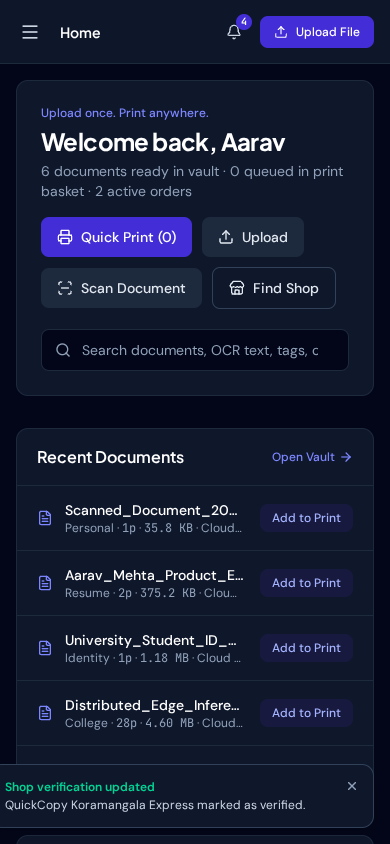 Home
4
Upload File
Upload once. Print anywhere.
Welcome back, Aarav
6 documents ready in vault · 0 queued in print
basket · 2 active orders
Quick Print (0)
Upload
Scan Document
Find Shop
Search documents, OCR text, tags, c
Recent Documents
Open Vault
Scanned_Document_20...
Personal · 1p · 35.8 KB · Cloud...
Add to Print
Aarav_Mehta_Product_E...
Resume · 2p · 375.2 KB · Clou...
Add to Print
University_Student_ID_...
Identity · 1p · 1.18 MB · Cloud ...
Add to Print
Distributed_Edge_Infere...
College · 28p · 4.60 MB · Cloud...
Add to Print
Shop verification updated
QuickCopy Koramangala Express marked as verified.